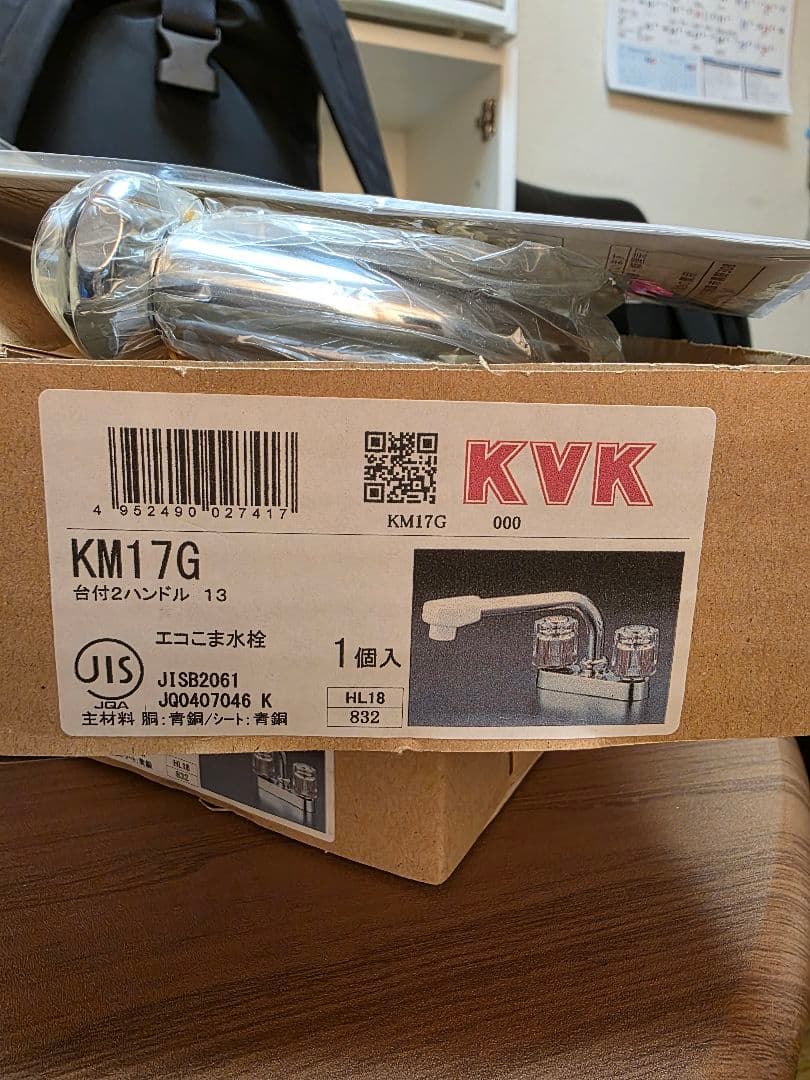 KVK
4 952490 027417
KM17G 000
KM17G
台付2ハンドル 13
エコこま水栓
1個入
JIS
JQA
JISB2061
JQ0407046 K
HL18
832
主材料 胴:青銅/シート:青銅
HL18
832